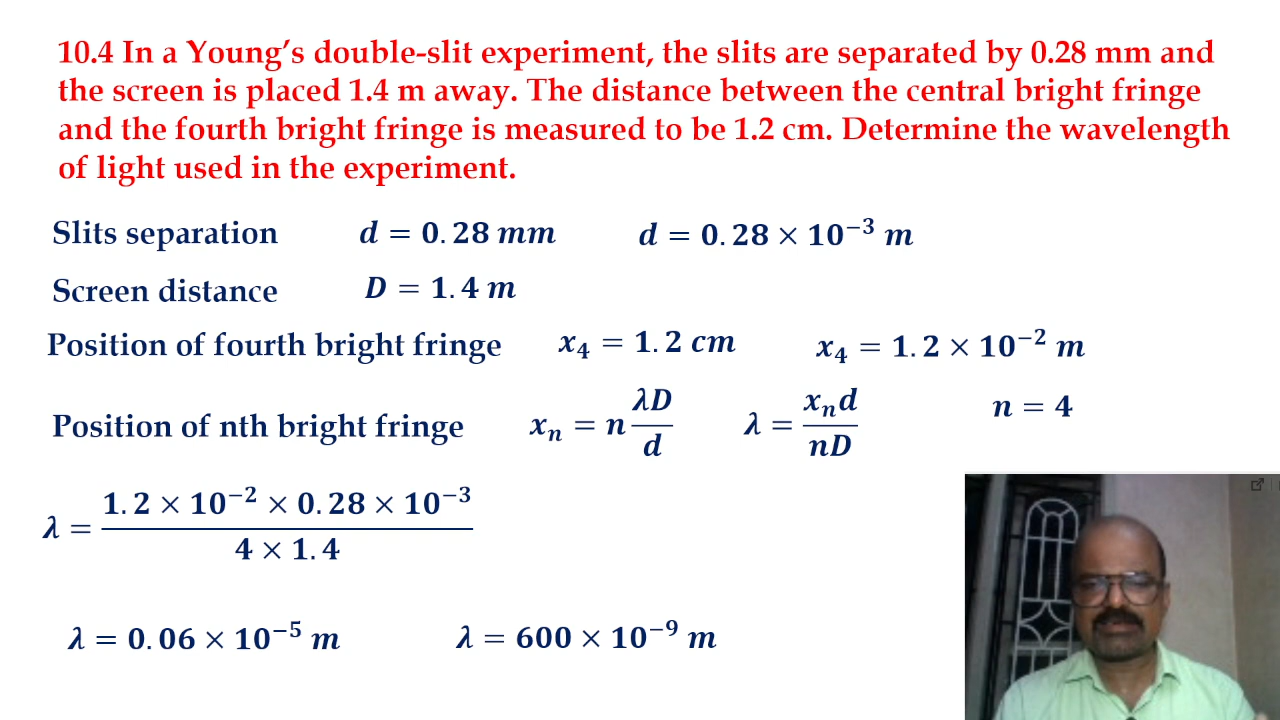 10.4 In a Young’s double-slit experiment, the slits are separated by 0.28 mm and
the screen is placed 1.4 m away. The distance between the central bright fringe
and the fourth bright fringe is measured to be 1.2 cm. Determine the wavelength
of light used in the experiment.
Slits separation d = 0.28 mm d = 0.28 × 10⁻³ m
Screen distance D = 1.4 m
Position of fourth bright fringe x₄ = 1.2 cm x₄ = 1.2 × 10⁻² m
Position of nth bright fringe xₙ = n λD/d λ = xₙd/nD n = 4
λ = 1.2 × 10⁻² × 0.28 × 10⁻³ / 4 × 1.4
λ = 0.06 × 10⁻⁵ m λ = 600 × 10⁻⁹ m